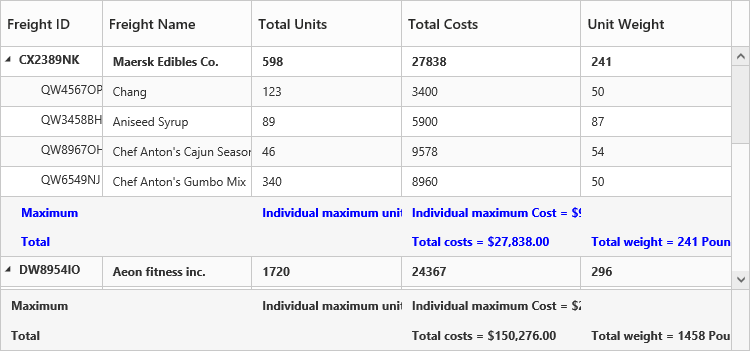 Freight ID Freight Name Total Units Total Costs Unit Weight
CX2389NK Maersk Edibles Co. 598 27838 241
QW4567OP Chang 123 3400 50
QW3458BH Aniseed Syrup 89 5900 87
QW8967OH Chef Anton's Cajun Season 46 9578 54
QW6549NJ Chef Anton's Gumbo Mix 340 8960 50
Maximum Individual maximum unit Individual maximum Cost = $9
Total Total costs = $27,838.00 Total weight = 241 Poun
DW8954IO Aeon fitness inc. 1720 24367 296
Maximum Individual maximum unit Individual maximum Cost = $2
Total Total costs = $150,276.00 Total weight = 1458 Pou